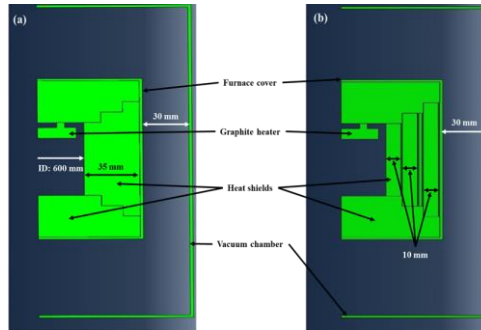 (a)
(b)
Furnace cover
30 mm
30 mm
Graphite heater
ID: 600 mm
35 mm
Heat shields
Vacuum chamber
10 mm